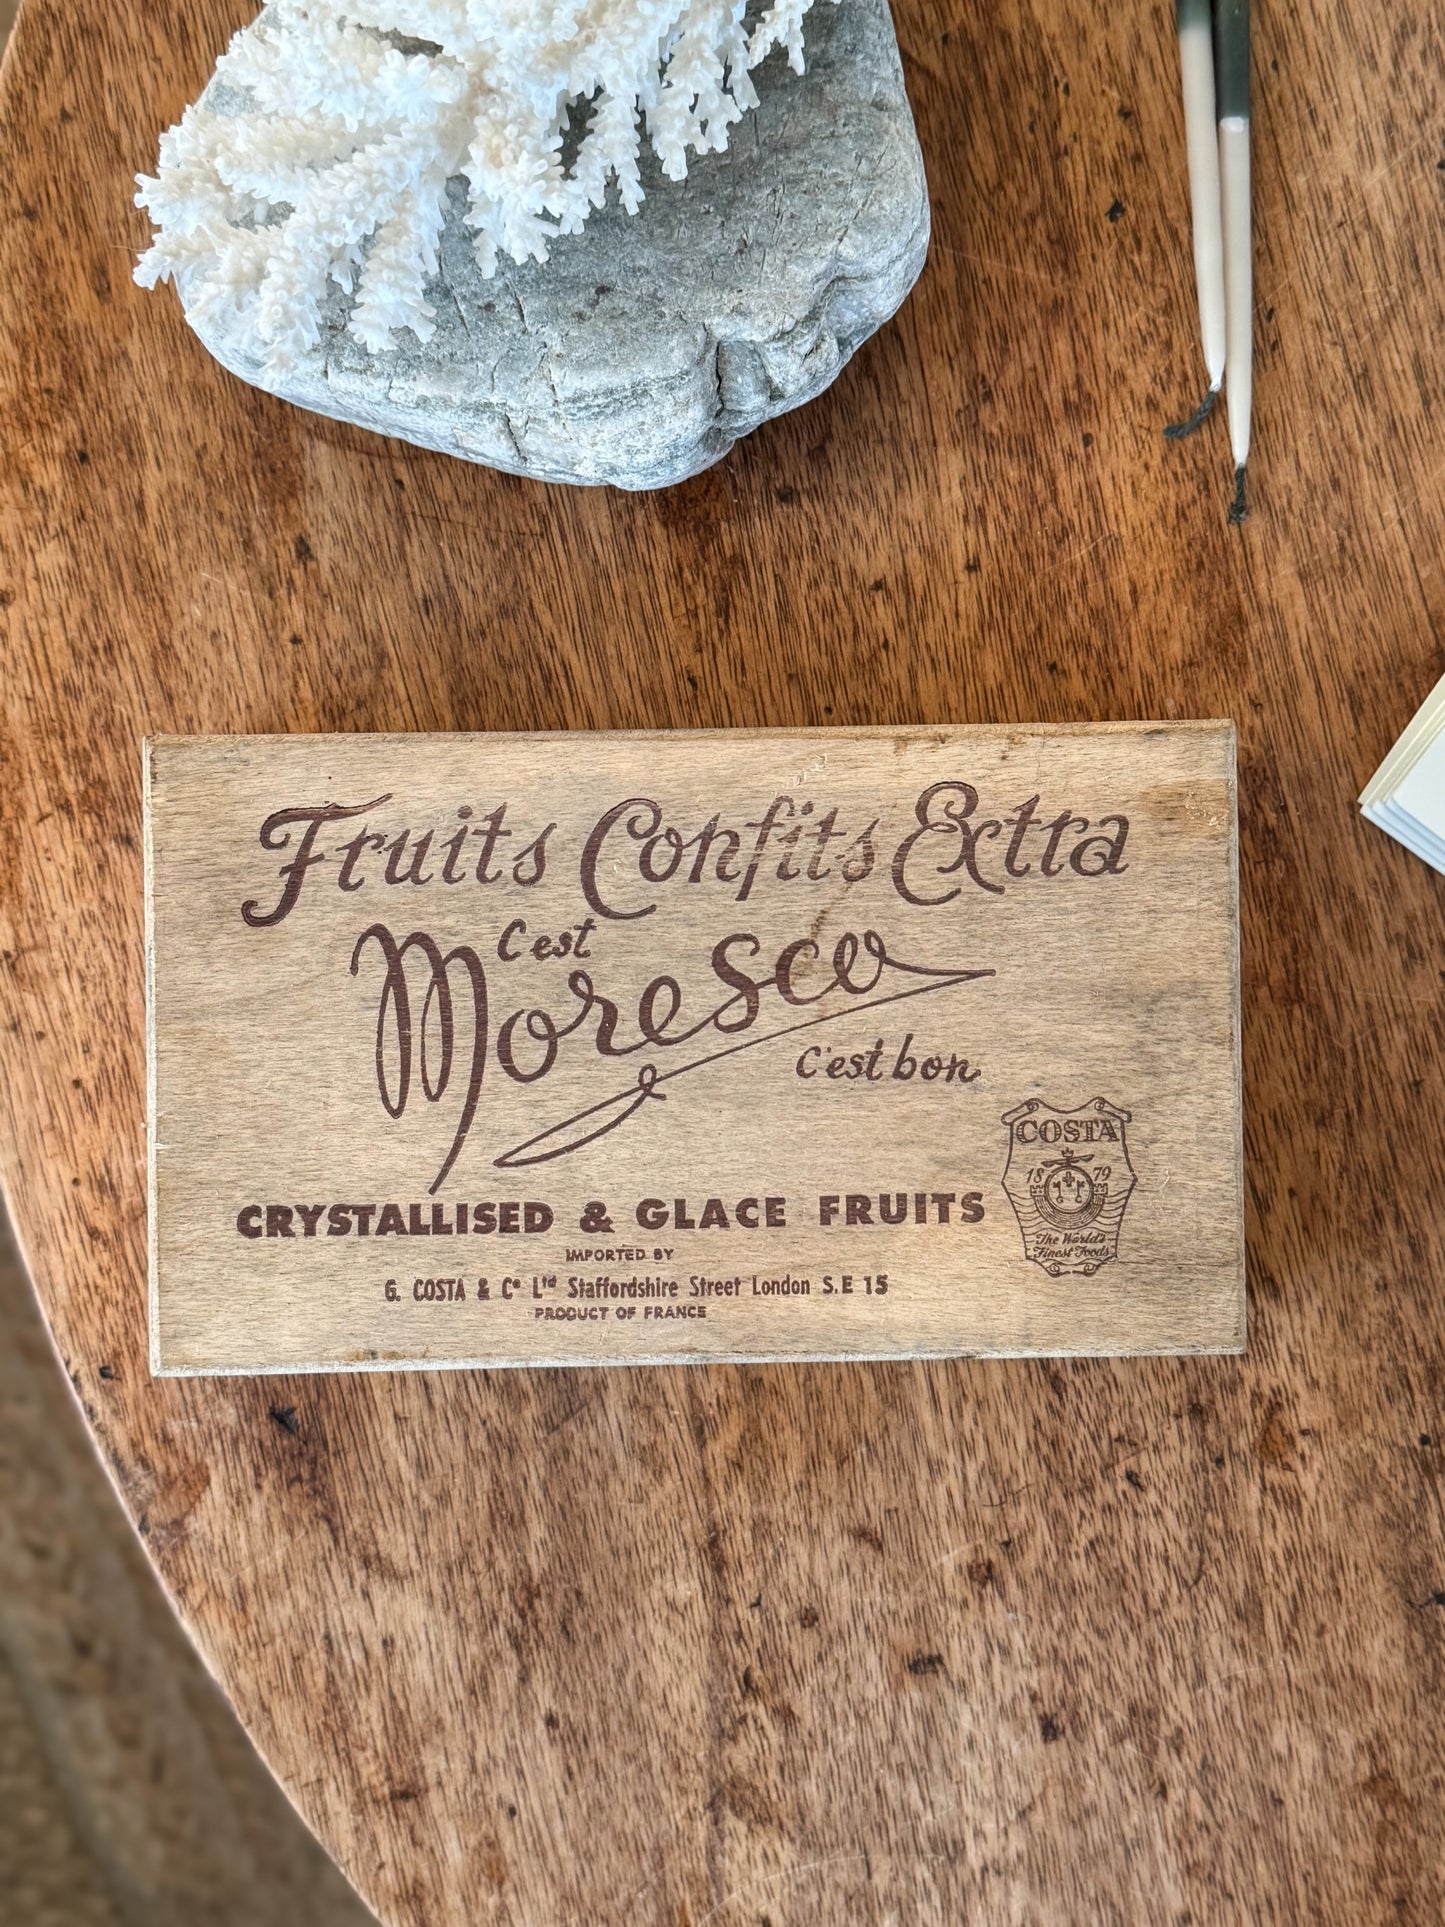 Fruits Confits Extra
C'est
Moresco
C'est bon
CRYSTALLISED & GLACE FRUITS
IMPORTED BY
G. COSTA & Cº Lᵗᵈ Staffordshire Street London S.E 15
PRODUCT OF FRANCE
COSTA
18 79
The World's
Finest Foods